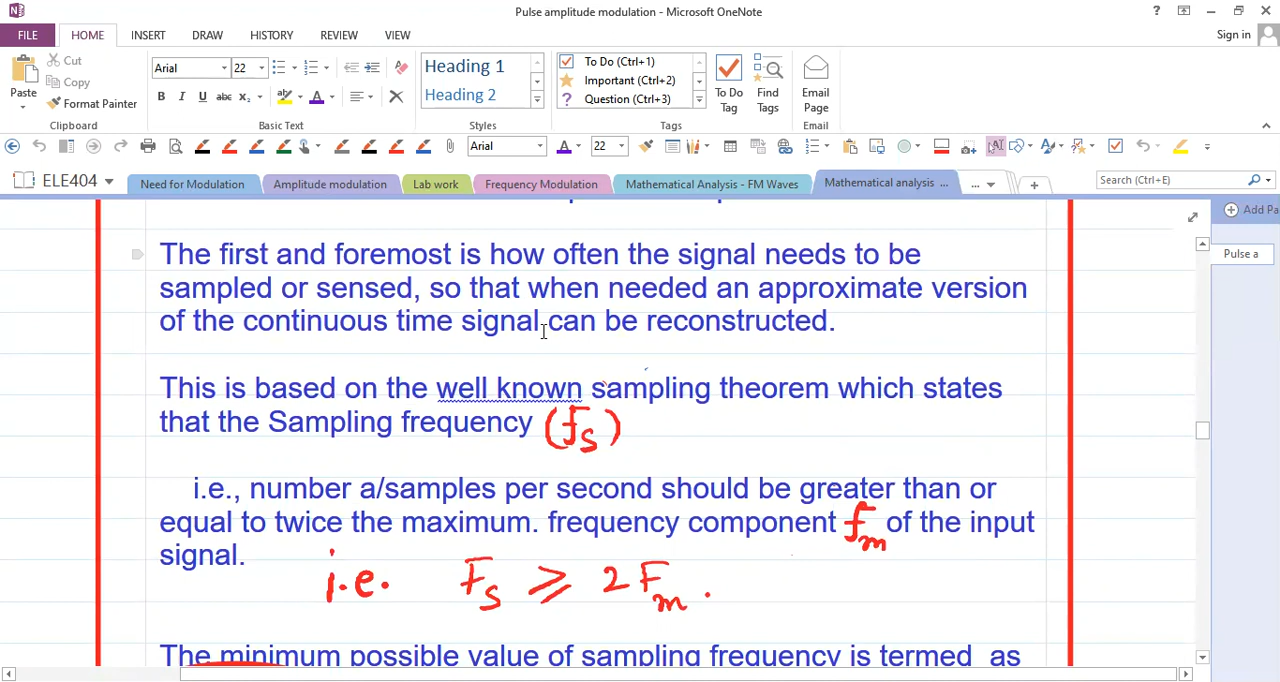 Pulse amplitude modulation - Microsoft OneNote
FILE HOME INSERT DRAW HISTORY REVIEW VIEW Sign in
Paste Cut Copy Format Painter Clipboard
Arial 22 B I U abc X₂ A Basic Text
Heading 1
Heading 2
Styles
To Do (Ctrl+1)
Important (Ctrl+2)
Question (Ctrl+3)
Tags
To Do Tag
Find Tags
Email Page
Email
Arial A 22
ELE404 Need for Modulation Amplitude modulation Lab work Frequency Modulation Mathematical Analysis - FM Waves Mathematical analysis ... ... Search (Ctrl+E)
Add Pa
Pulse a
The first and foremost is how often the signal needs to be
sampled or sensed, so that when needed an approximate version
of the continuous time signal can be reconstructed.
This is based on the well known sampling theorem which states
that the Sampling frequency (fs)
i.e., number a/samples per second should be greater than or
equal to twice the maximum. frequency component fm of the input
signal.
i.e. Fs ⩾ 2Fm.
The minimum possible value of sampling frequency is termed as